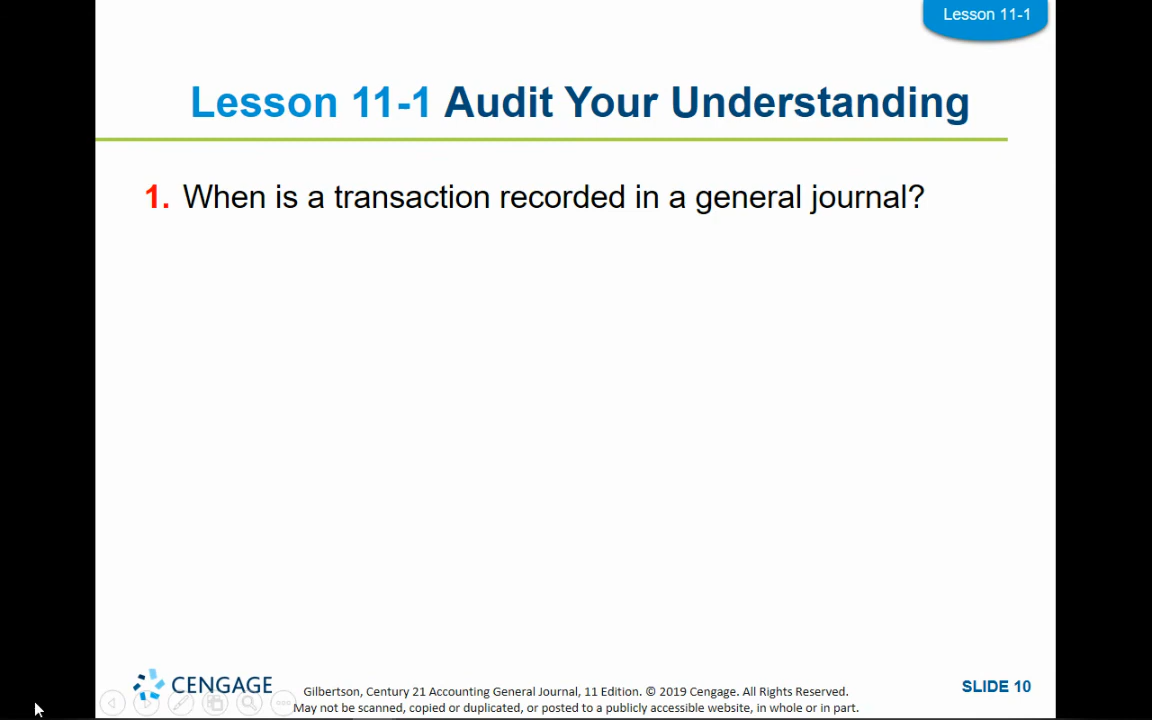 Lesson 11-1
Lesson 11-1 Audit Your Understanding
1. When is a transaction recorded in a general journal?
CENGAGE
Gilbertson, Century 21 Accounting General Journal, 11 Edition. © 2019 Cengage. All Rights Reserved.
May not be scanned, copied or duplicated, or posted to a publicly accessible website, in whole or in part.
SLIDE 10